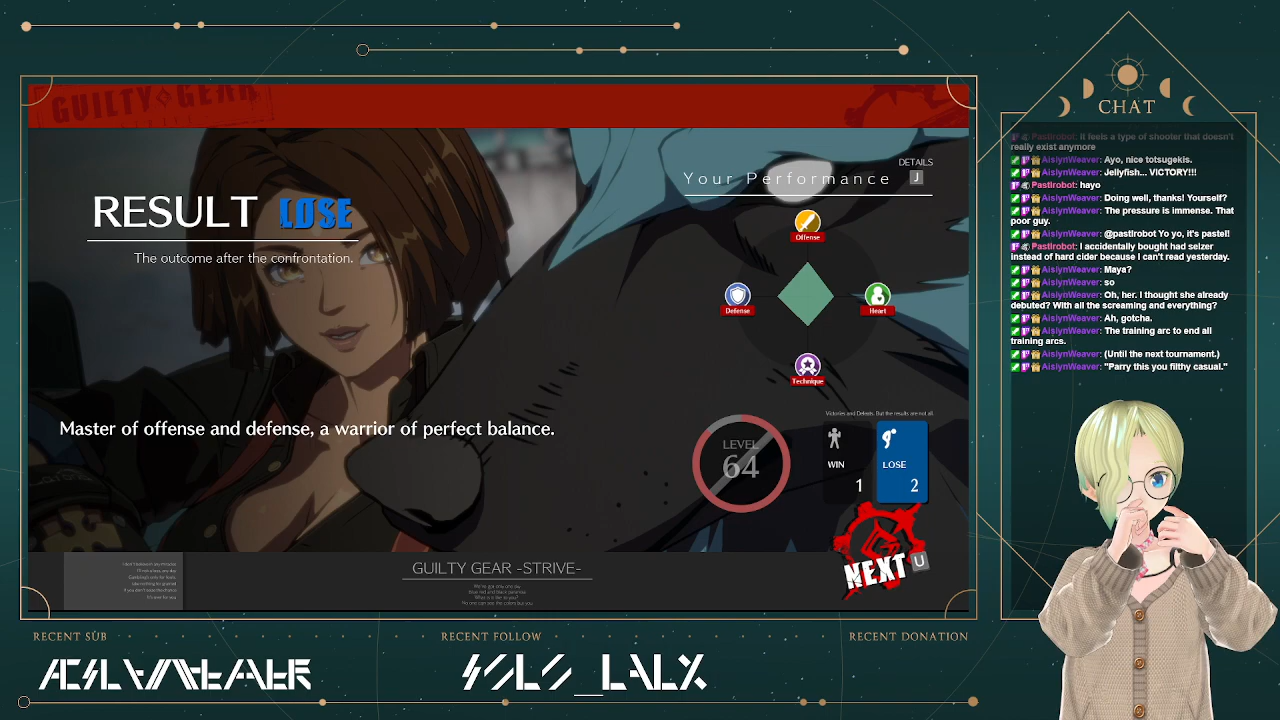 CHAT
GUILTY GEAR
RESULT LOSE
The outcome after the confrontation.
Master of offense and defense, a warrior of perfect balance.
DETAILS
Your Performance J
Offense
Defense
Heart
Technique
Victories and Defeats. But the results are not all.
LEVEL
64
WIN
1
LOSE
2
NEXT U
GUILTY GEAR -STRIVE-
Pastirobot: It feels a type of shooter that doesn't
really exist anymore
AislynWeaver: Ayo, nice totsugekis.
AislynWeaver: Jellyfish... VICTORY!!!
Pastirobot: hayo
AislynWeaver: Doing well, thanks! Yourself?
AislynWeaver: The pressure is immense. That
poor guy.
AislynWeaver: @pastirobot Yo yo, it's pastel!
Pastirobot: I accidentally bought had selzer
instead of hard cider because I can't read yesterday.
AislynWeaver: Maya?
AislynWeaver: so
AislynWeaver: Oh, her. I thought she already
debuted? With all the screaming and everything?
AislynWeaver: Ah, gotcha.
AislynWeaver: The training arc to end all
training arcs.
AislynWeaver: (Until the next tournament.)
AislynWeaver: "Parry this you filthy casual."
RECENT SUB
RECENT FOLLOW
RECENT DONATION
AISLYNWEAVER
SOLO_LALX